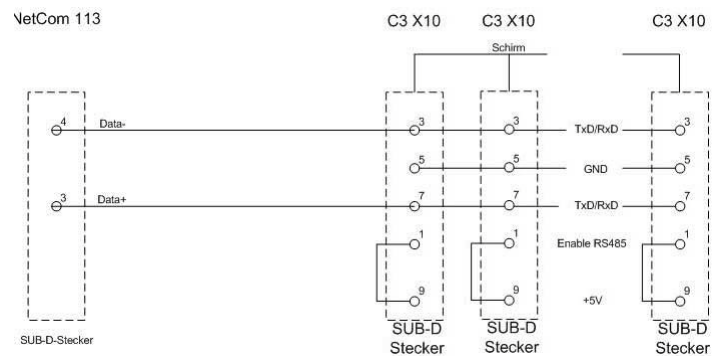 NetCom 113
C3 X10
C3 X10
C3 X10
Schirm
4
Data-
3
3
TxD/RxD
3
5
5
GND
5
3
Data+
7
7
TxD/RxD
7
1
1
Enable RS485
1
9
9
+5V
9
SUB-D-Stecker
SUB-D
Stecker
SUB-D
Stecker
SUB-D
Stecker